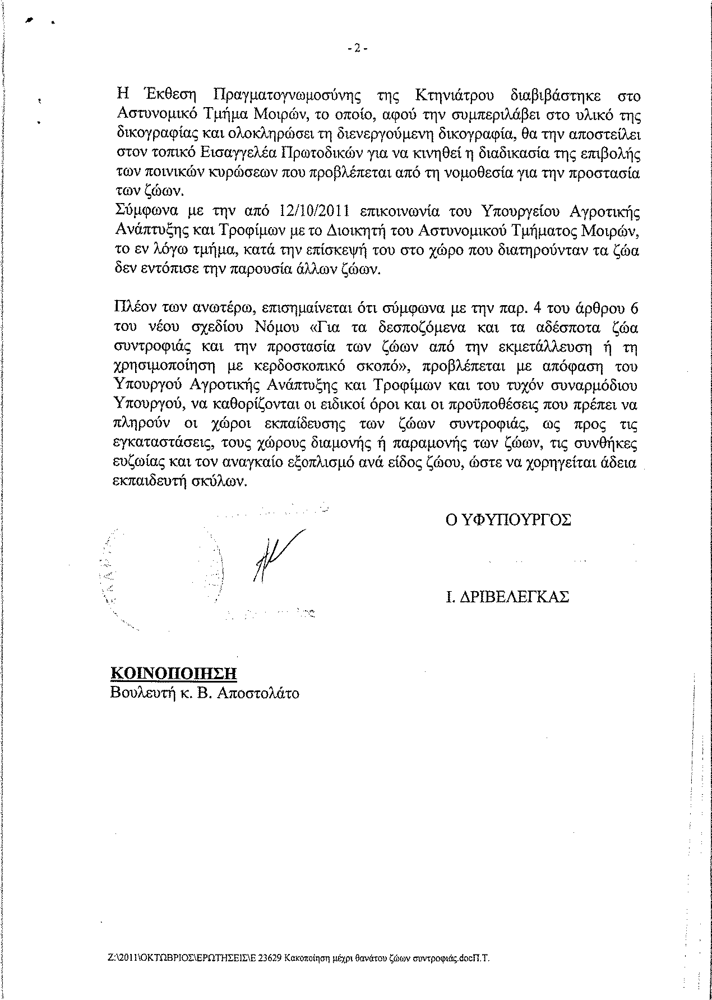 -2-
Η Έκθεση Πραγματογνωμοσύνης της Κτηνιάτρου διαβιβάστηκε στο
Αστυνομικό Τμήμα Μοιρών, το οποίο, αφού την συμπεριλάβει στο υλικό της
δικογραφίας και ολοκληρώσει τη διενεργούμενη δικογραφία, θα την αποστείλει
στον τοπικό Εισαγγελέα Πρωτοδικών για να κινηθεί η διαδικασία της επιβολής
των ποινικών κυρώσεων που προβλέπεται από τη νομοθεσία για την προστασία
των ζώων.
Σύμφωνα με την από 12/10/2011 επικοινωνία του Υπουργείου Αγροτικής
Ανάπτυξης και Τροφίμων με το Διοικητή του Αστυνομικού Τμήματος Μοιρών,
το εν λόγω τμήμα, κατά την επίσκεψή του στο χώρο που διατηρούνταν τα ζώα
δεν εντόπισε την παρουσία άλλων ζώων.
Πλέον των ανωτέρω, επισημαίνεται ότι σύμφωνα με την παρ. 4 του άρθρου 6
του νέου σχεδίου Νόμου «Για τα δεσποζόμενα και τα αδέσποτα ζώα
συντροφιάς και την προστασία των ζώων από την εκμετάλλευση ή τη
χρησιμοποίηση με κερδοσκοπικό σκοπό», προβλέπεται με απόφαση του
Υπουργού Αγροτικής Ανάπτυξης και Τροφίμων και του τυχόν συναρμόδιου
Υπουργού, να καθορίζονται οι ειδικοί όροι και οι προϋποθέσεις που πρέπει να
πληρούν οι χώροι εκπαίδευσης των ζώων συντροφιάς, ως προς τις
εγκαταστάσεις, τους χώρους διαμονής ή παραμονής των ζώων, τις συνθήκες
ευζωίας και τον αναγκαίο εξοπλισμό ανά είδος ζώου, ώστε να χορηγείται άδεια
εκπαιδευτή σκύλων.
Ο ΥΦΥΠΟΥΡΓΟΣ
Ι. ΔΡΙΒΕΛΕΓΚΑΣ
ΚΟΙΝΟΠΟΙΗΣΗ
Βουλευτή κ. Β. Αποστολάτο
Z:\2011\ΟΚΤΩΒΡΙΟΣ\ΕΡΩΤΗΣΕΙΣ\Ε 23629 Κακοποίηση μέχρι θανάτου ζώων συντροφιάς.docΠ.Τ.